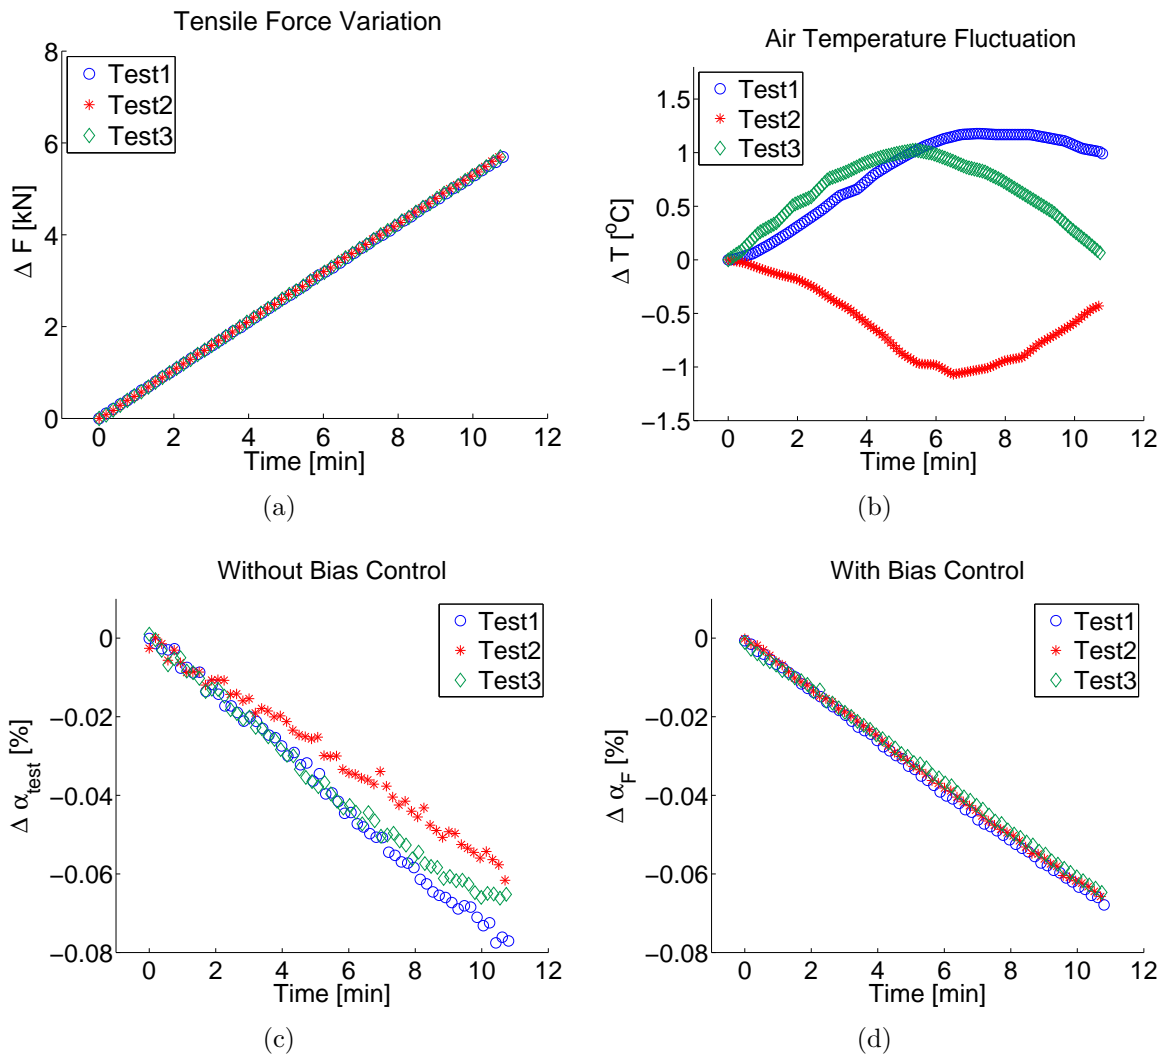 Tensile Force Variation
8
6
4
2
0
Δ F [kN]
Test1
Test2
Test3
0 2 4 6 8 10 12
Time [min]
(a)
Air Temperature Fluctuation
1.5
1
0.5
0
−0.5
−1
−1.5
Δ T [°C]
Test1
Test2
Test3
0 2 4 6 8 10 12
Time [min]
(b)
Without Bias Control
0
−0.02
−0.04
−0.06
−0.08
Δ α_test [%]
Test1
Test2
Test3
0 2 4 6 8 10 12
Time [min]
(c)
With Bias Control
0
−0.02
−0.04
−0.06
−0.08
Δ α_F [%]
Test1
Test2
Test3
0 2 4 6 8 10 12
Time [min]
(d)